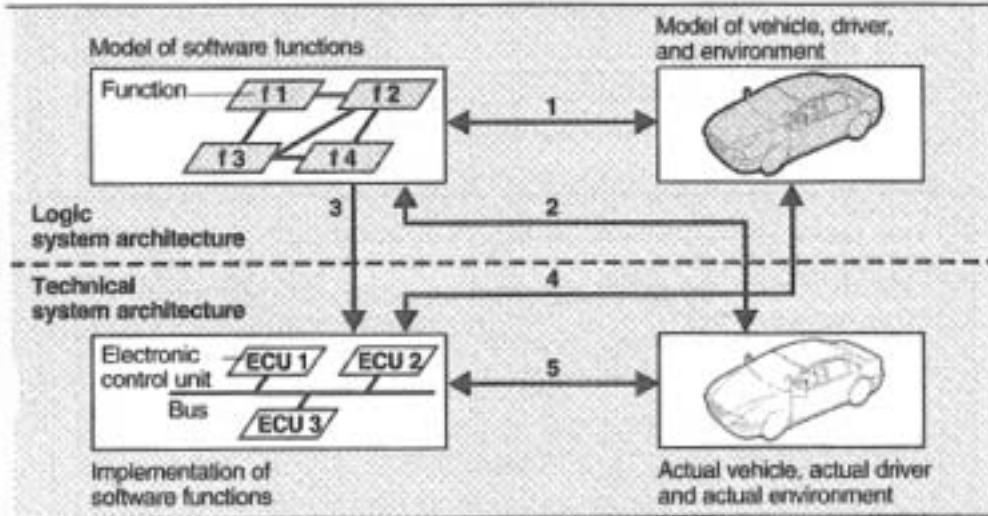 Model of software functions
Model of vehicle, driver,
and environment
Function
f 1
f 2
f 3
f 4
1
3
2
Logic
system architecture
4
Technical
system architecture
Electronic
control unit
ECU 1
ECU 2
Bus
ECU 3
5
Implementation of
software functions
Actual vehicle, actual driver
and actual environment